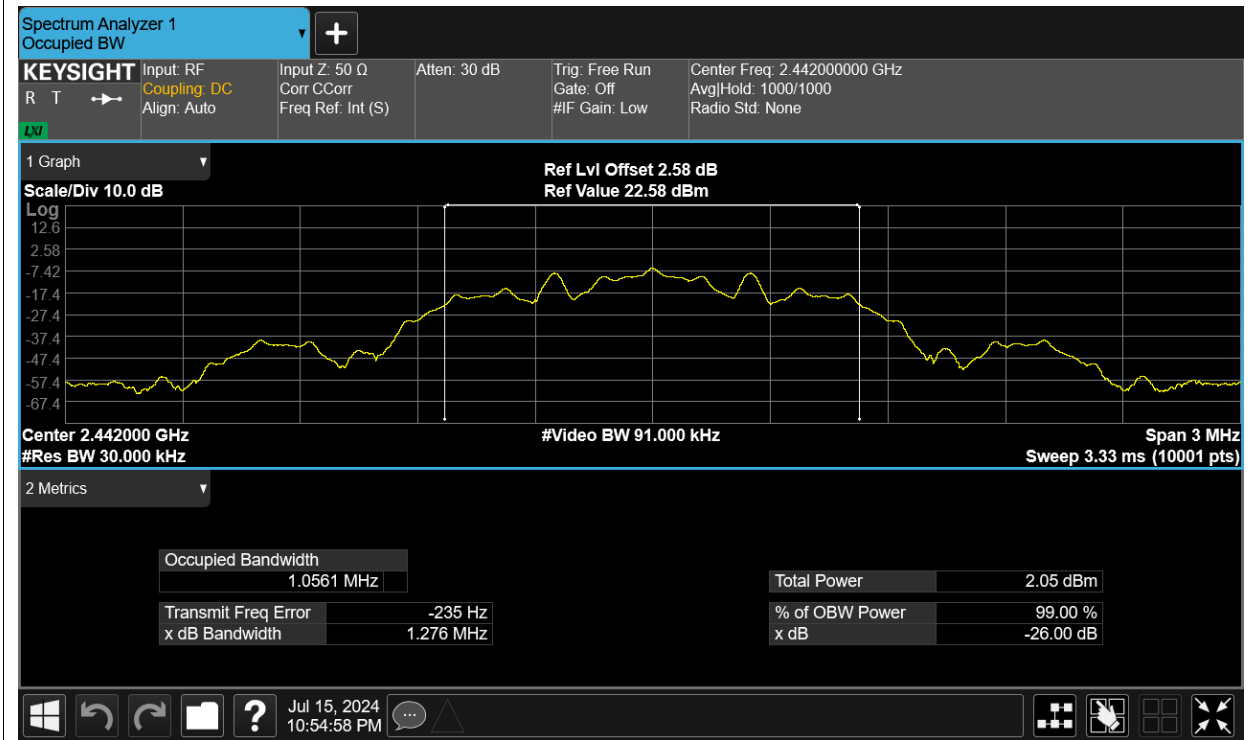 Spectrum Analyzer 1
Occupied BW
KEYSIGHT
R T
LXI
Input: RF
Coupling: DC
Align: Auto
Input Z: 50 Ω
Corr CCorr
Freq Ref: Int (S)
Atten: 30 dB
Trig: Free Run
Gate: Off
#IF Gain: Low
Center Freq: 2.442000000 GHz
Avg|Hold: 1000/1000
Radio Std: None
1 Graph
Scale/Div 10.0 dB
Ref Lvl Offset 2.58 dB
Ref Value 22.58 dBm
Log
12.6
2.58
-7.42
-17.4
-27.4
-37.4
-47.4
-57.4
-67.4
Center 2.442000 GHz
#Video BW 91.000 kHz
Span 3 MHz
#Res BW 30.000 kHz
Sweep 3.33 ms (10001 pts)
2 Metrics
Occupied Bandwidth
1.0561 MHz
Total Power 2.05 dBm
Transmit Freq Error -235 Hz
% of OBW Power 99.00 %
x dB Bandwidth 1.276 MHz
x dB -26.00 dB
?
Jul 15, 2024
10:54:58 PM